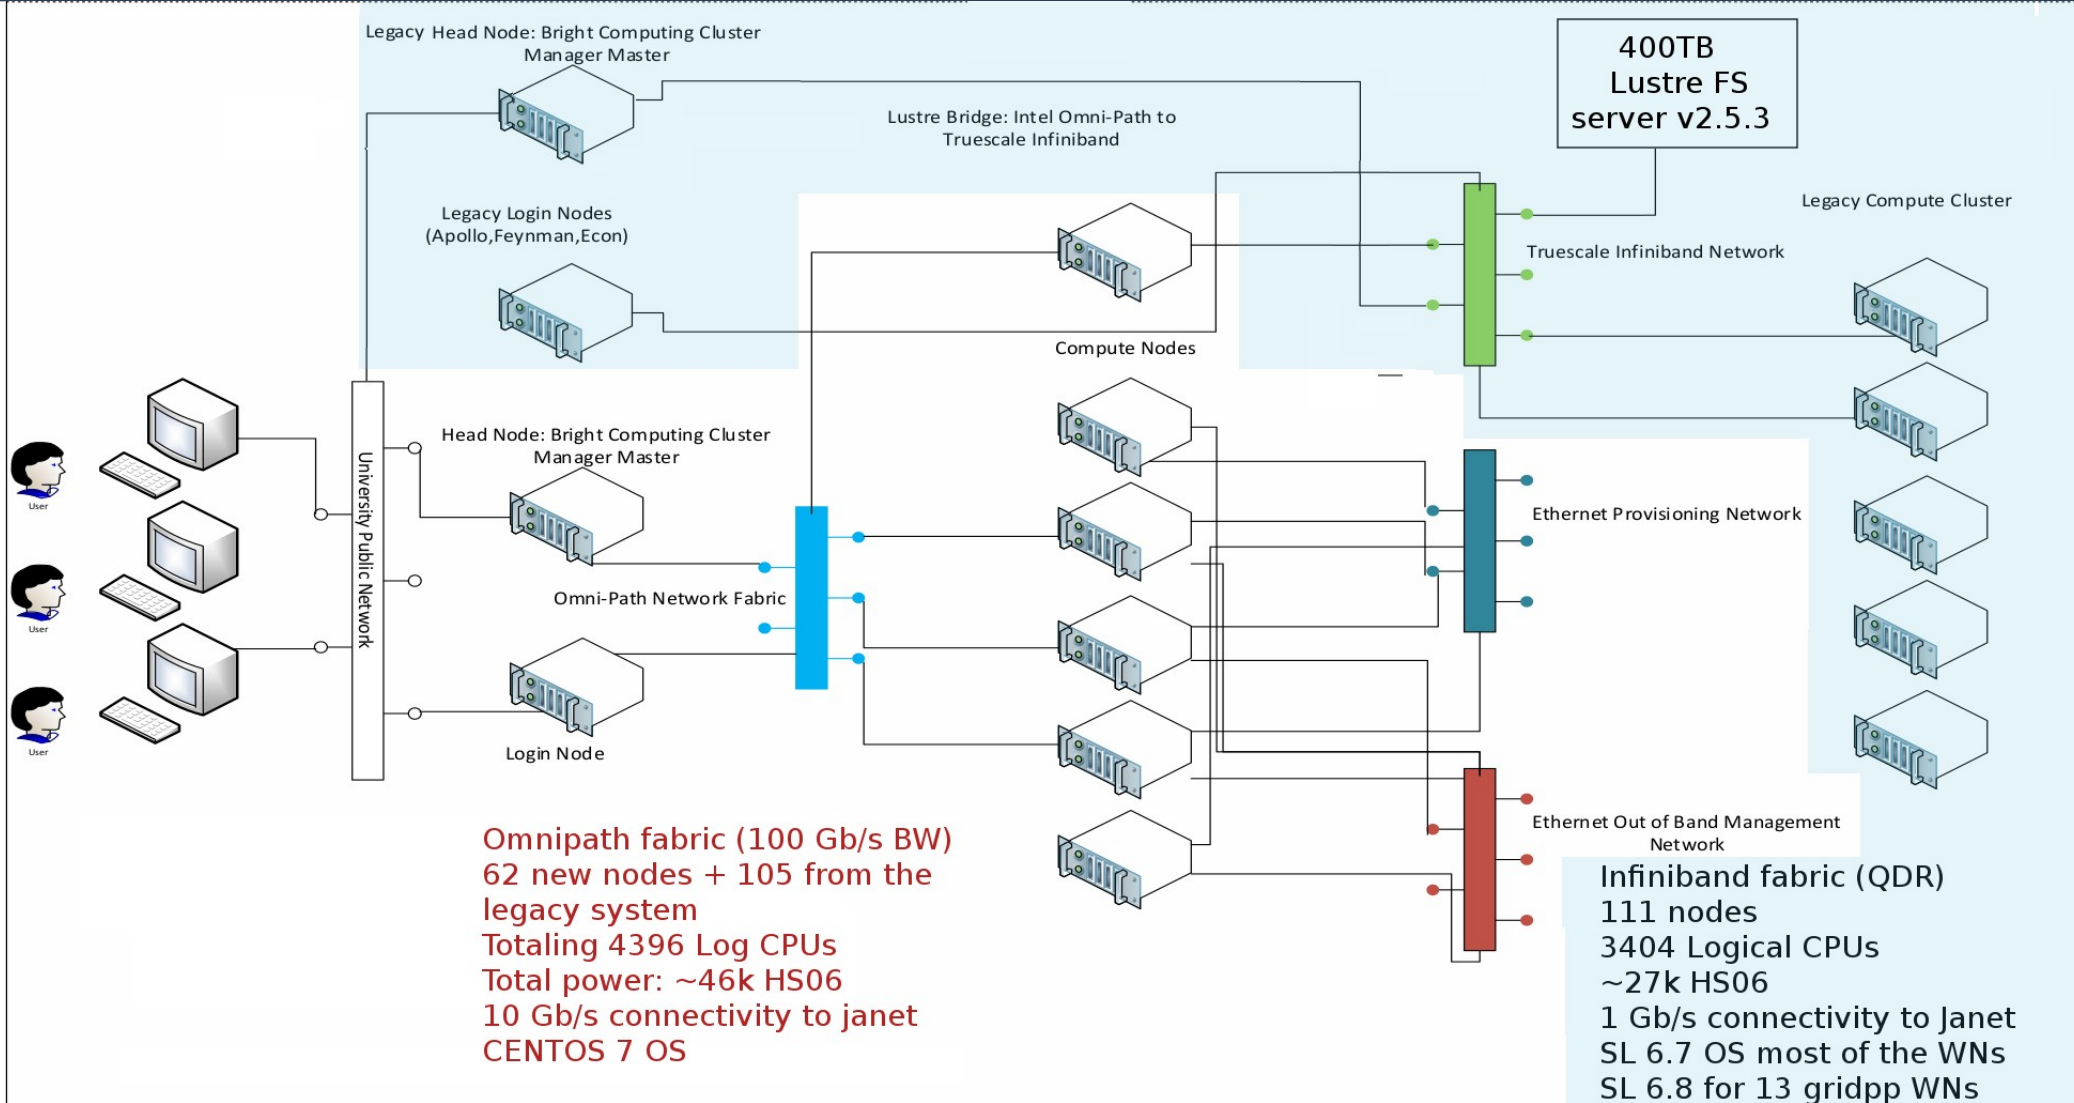 Legacy Head Node: Bright Computing Cluster
Manager Master
Lustre Bridge: Intel Omni-Path to
Truescale Infiniband
400TB
Lustre FS
server v2.5.3
Legacy Login Nodes
(Apollo,Feynman,Econ)
Legacy Compute Cluster
Truescale Infiniband Network
Compute Nodes
User
User
User
University Public Network
Head Node: Bright Computing Cluster
Manager Master
Omni-Path Network Fabric
Login Node
Ethernet Provisioning Network
Ethernet Out of Band Management
Network
Omnipath fabric (100 Gb/s BW)
62 new nodes + 105 from the
legacy system
Totaling 4396 Log CPUs
Total power: ~46k HS06
10 Gb/s connectivity to janet
CENTOS 7 OS
Infiniband fabric (QDR)
111 nodes
3404 Logical CPUs
~27k HS06
1 Gb/s connectivity to Janet
SL 6.7 OS most of the WNs
SL 6.8 for 13 gridpp WNs